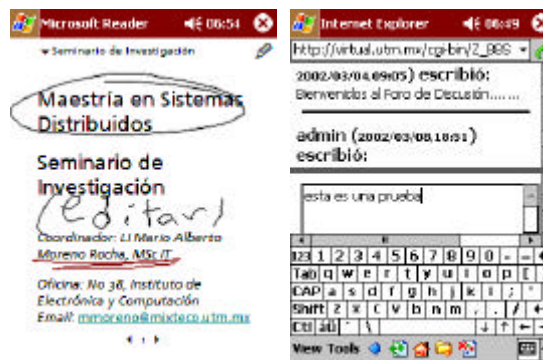 Microsoft Reader 06:54
Seminario de Investigación
Maestría en Sistemas
Distribuidos
Seminario de
Investigación
(editar)
Coordinador: LI Mario Alberto
Moreno Rocha, MSc IT
Oficina: No 38, Instituto de
Electrónica y Computación
Email: mmoreno@mixteco.utm.mx
Internet Explorer 06:49
http://virtual.utm.mx/cgi-bin/Z_BBS
2002/03/04,09:05) escribió:
Bienvenidos al Foro de Discusión.......
admin (2002/03/08,18:51)
escribió:
esta es una prueba
123 1 2 3 4 5 6 7 8 9 0 - =
Tab q w e r t y u i o p [
CAP a s d f g h j k l ; '
Shift z x c v b n m , . /
Ctl áü ` \
View Tools